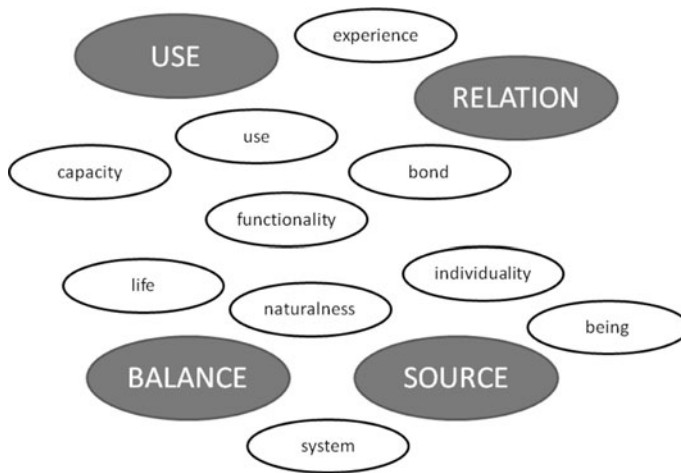 experience
USE
RELATION
use
capacity
bond
functionality
individuality
life
naturalness
being
BALANCE
SOURCE
system